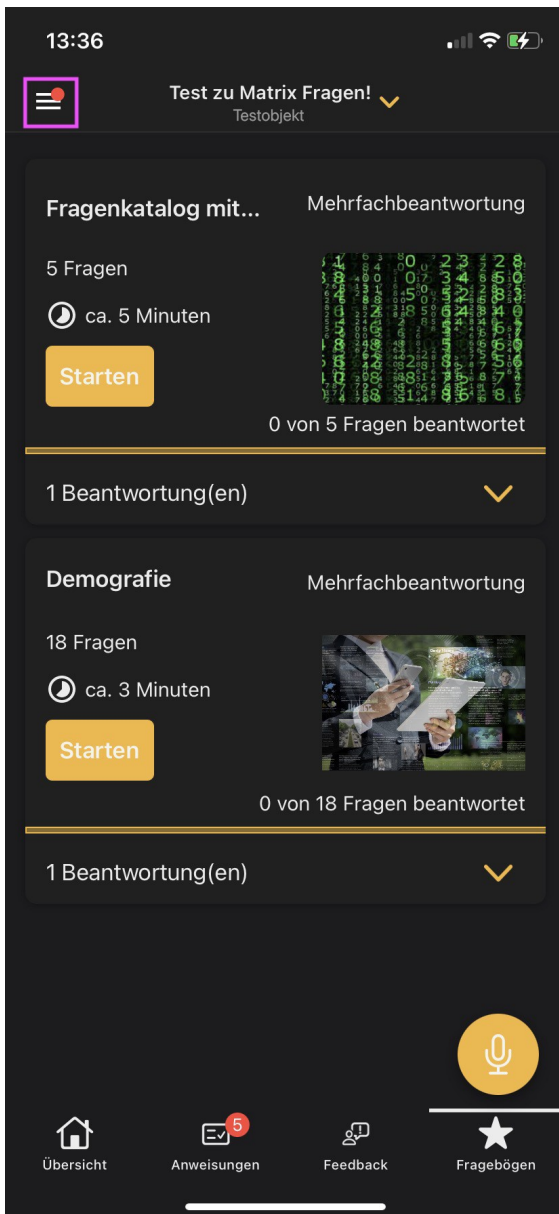 13:36
Test zu Matrix Fragen!
Testobjekt
Fragenkatalog mit...
Mehrfachbeantwortung
5 Fragen
ca. 5 Minuten
Starten
0 von 5 Fragen beantwortet
1 Beantwortung(en)
Demografie
Mehrfachbeantwortung
18 Fragen
ca. 3 Minuten
Starten
0 von 18 Fragen beantwortet
1 Beantwortung(en)
5
Übersicht
Anweisungen
Feedback
Fragebögen